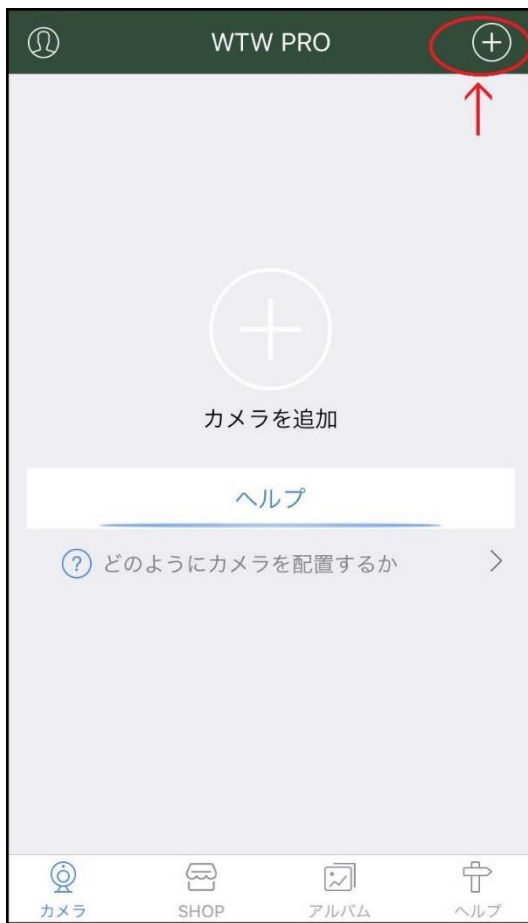 WTW PRO
カメラを追加
ヘルプ
? どのようにカメラを配置するか
カメラ
SHOP
アルバム
ヘルプ